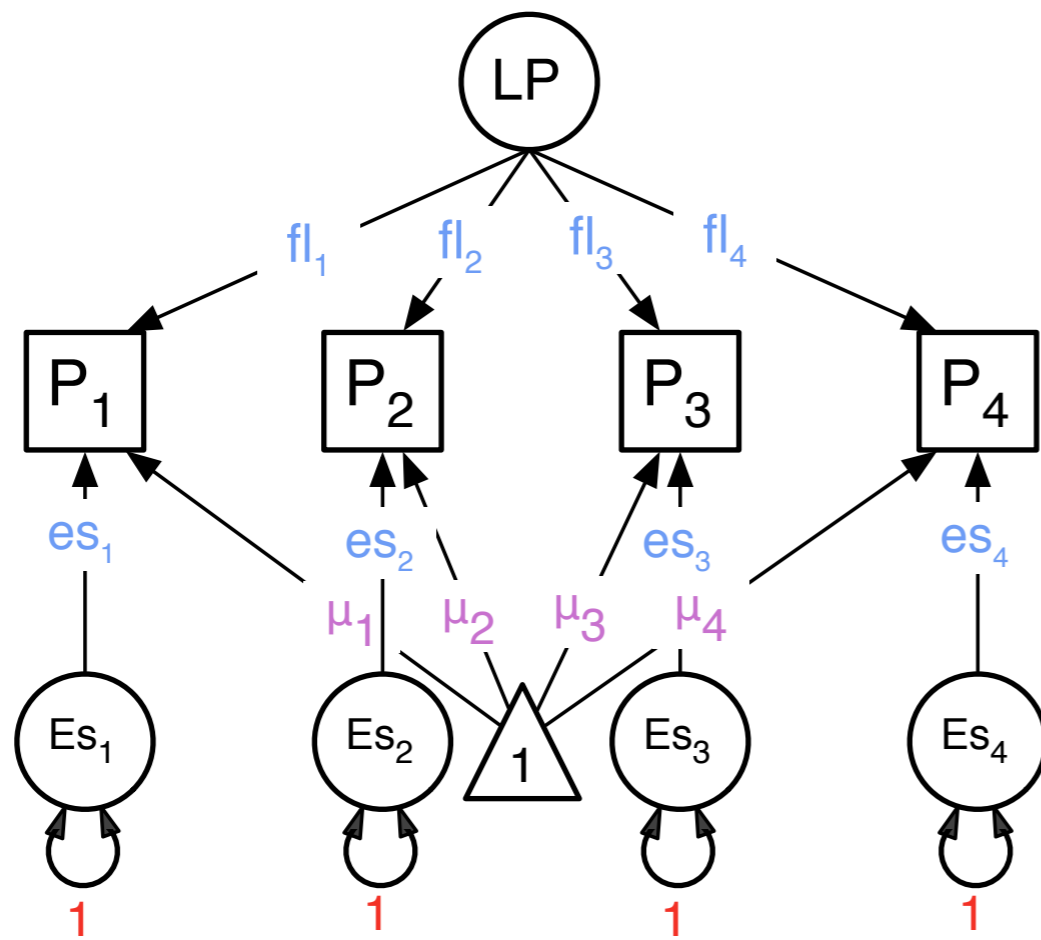 LP
fl₁ fl₂ fl₃ fl₄
P₁ P₂ P₃ P₄
es₁ es₂ es₃ es₄
μ₁ μ₂ μ₃ μ₄
Es₁ Es₂ 1 Es₃ Es₄
1 1 1 1